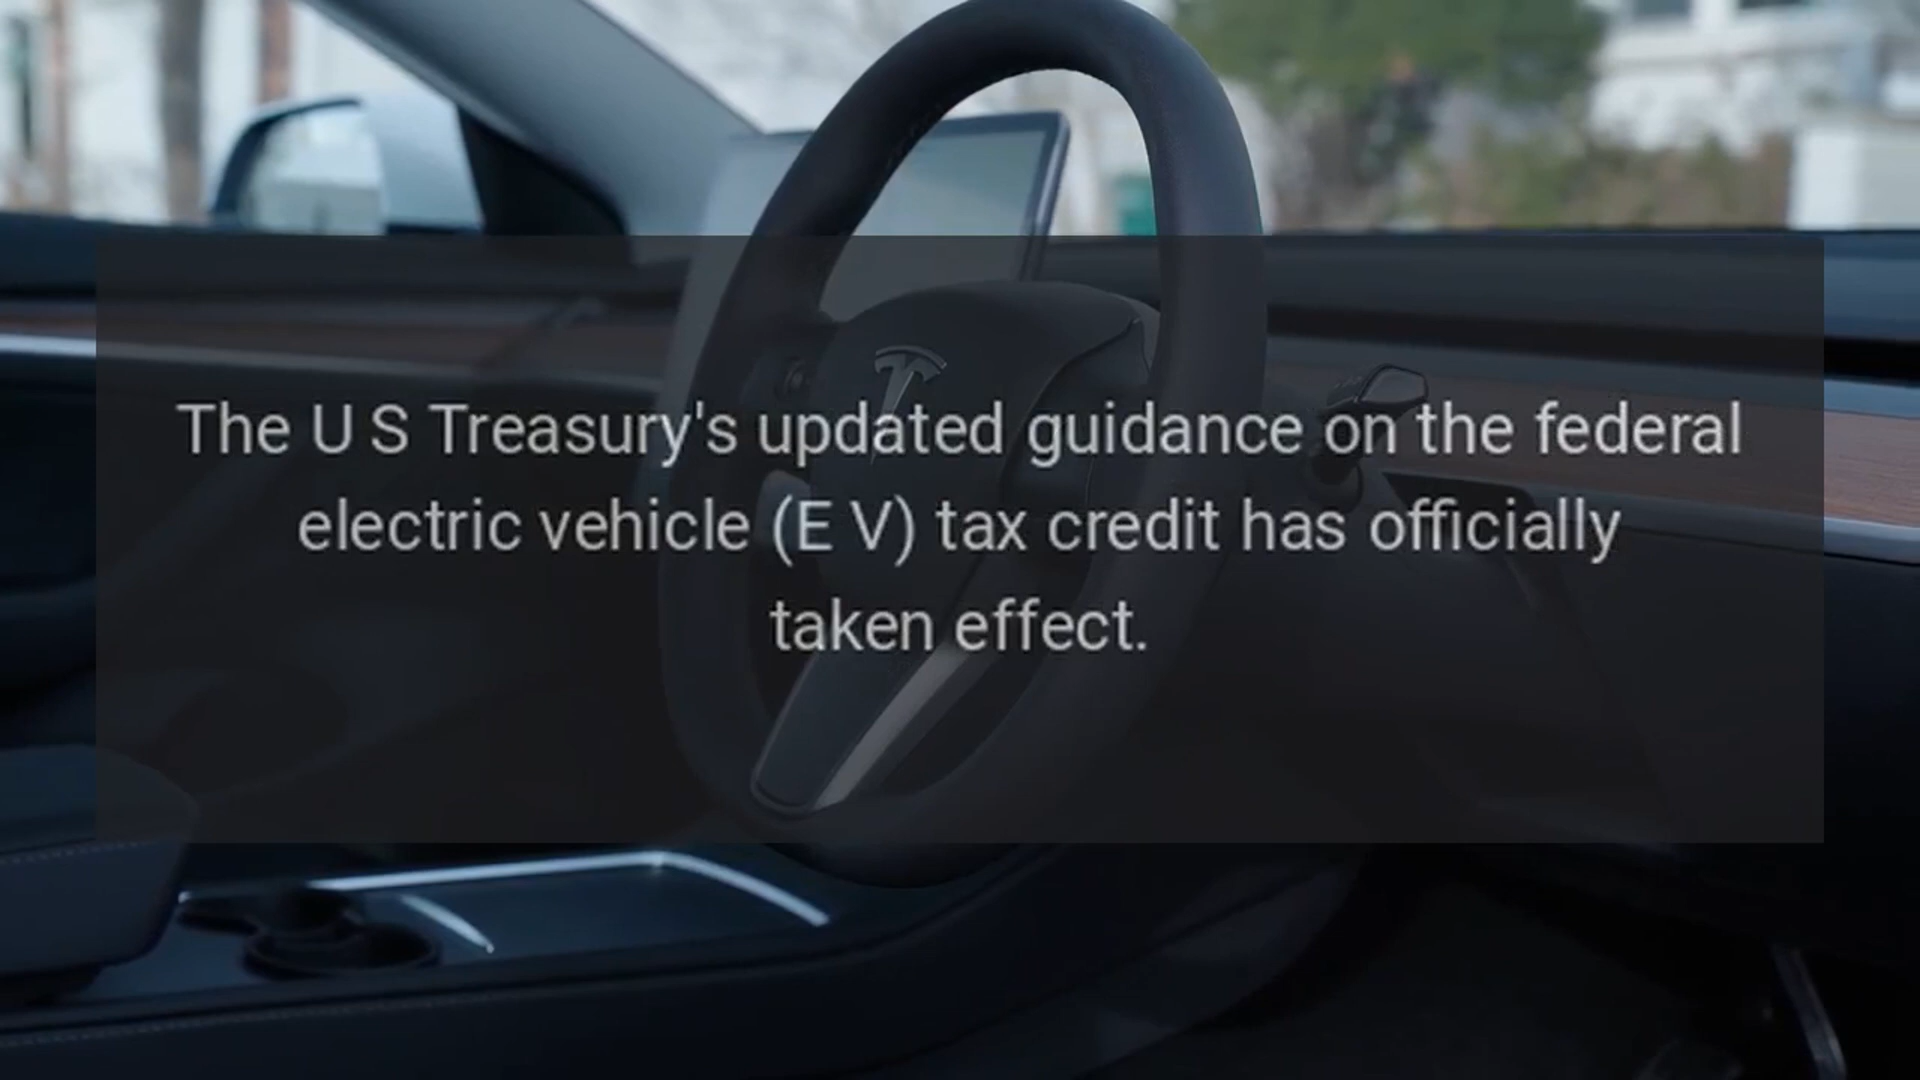 The U S Treasury's updated guidance on the federal
electric vehicle (E V) tax credit has officially
taken effect.